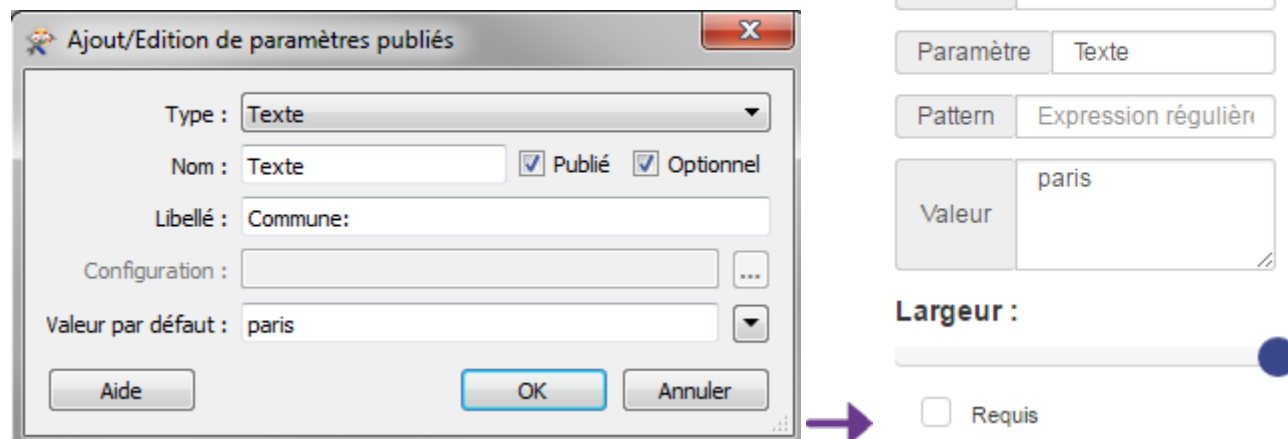 Ajout/Edition de paramètres publiés
x
Type : Texte
Nom : Texte Publié Optionnel
Libellé : Commune:
Configuration : ...
Valeur par défaut : paris
Aide OK Annuler
Paramètre Texte
Pattern Expression régulière
Valeur paris
Largeur :
Requis